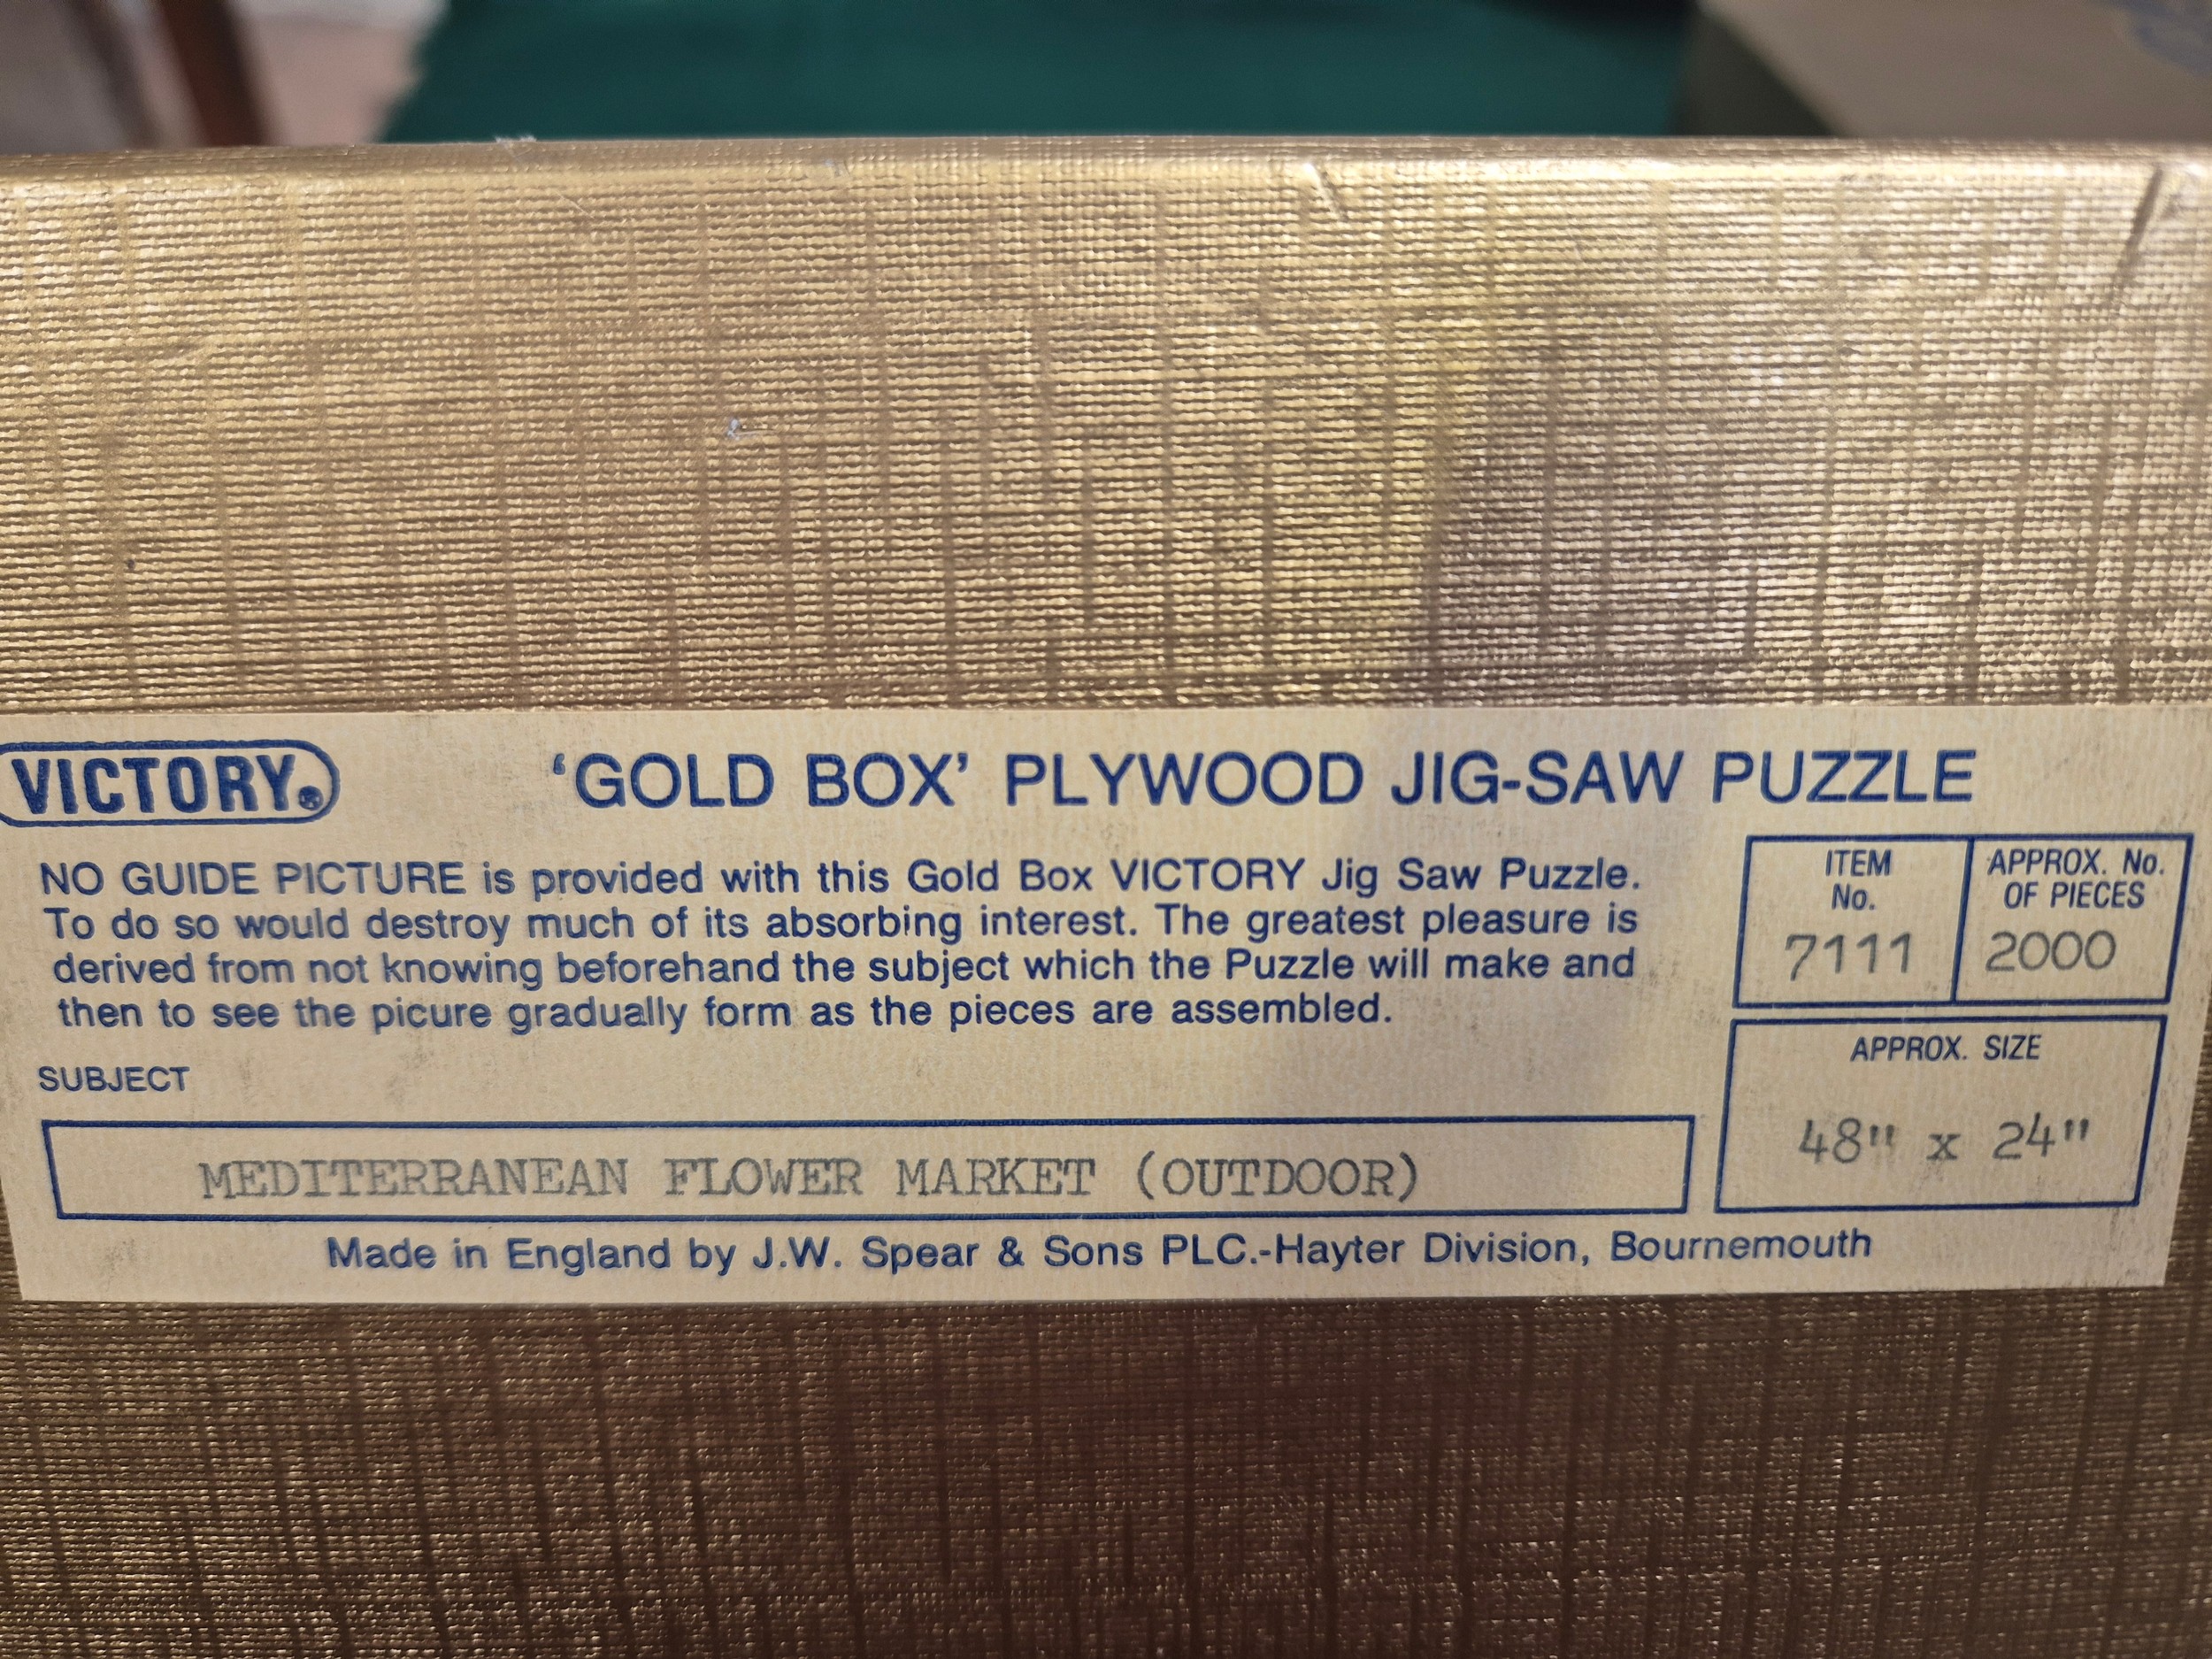 VICTORY®
'GOLD BOX' PLYWOOD JIG-SAW PUZZLE
NO GUIDE PICTURE is provided with this Gold Box VICTORY Jig Saw Puzzle.
To do so would destroy much of its absorbing interest. The greatest pleasure is
derived from not knowing beforehand the subject which the Puzzle will make and
then to see the picure gradually form as the pieces are assembled.
ITEM
No.
7111
APPROX. No.
OF PIECES
2000
APPROX. SIZE
48" x 24"
SUBJECT
MEDITERRANEAN FLOWER MARKET (OUTDOOR)
Made in England by J.W. Spear & Sons PLC.-Hayter Division, Bournemouth